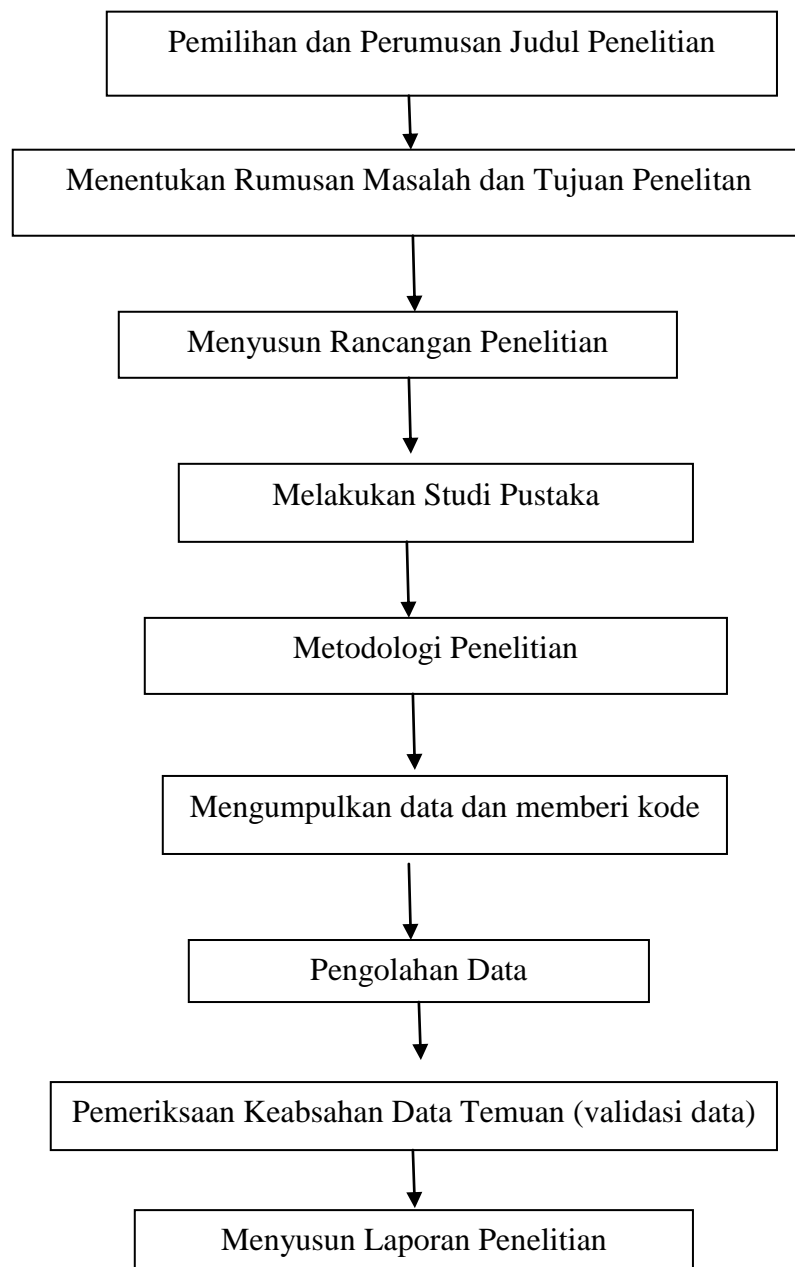 Pemilihan dan Perumusan Judul Penelitian
Menentukan Rumusan Masalah dan Tujuan Penelitan
Menyusun Rancangan Penelitian
Melakukan Studi Pustaka
Metodologi Penelitian
Mengumpulkan data dan memberi kode
Pengolahan Data
Pemeriksaan Keabsahan Data Temuan (validasi data)
Menyusun Laporan Penelitian